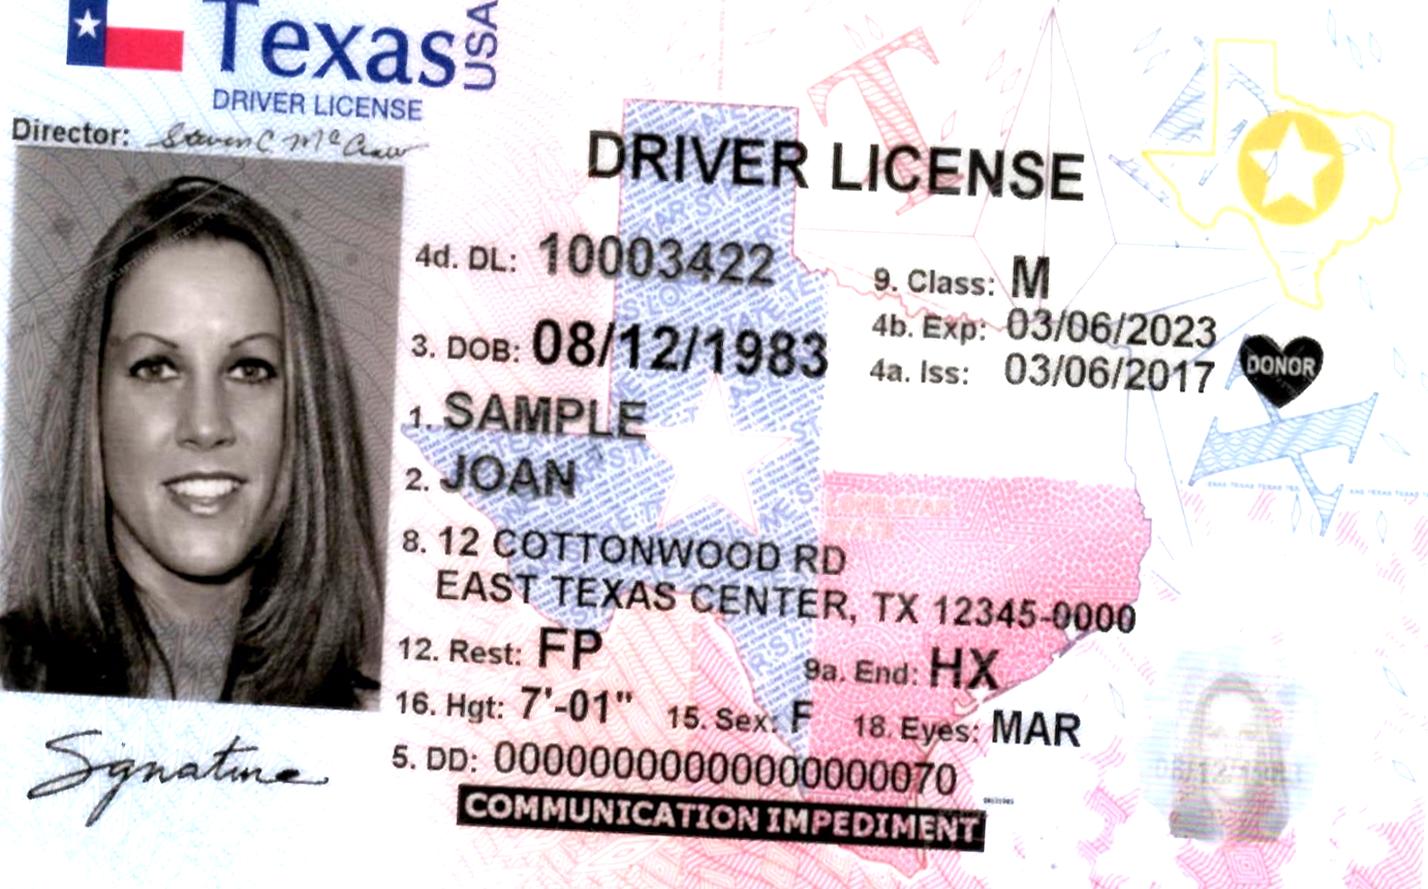 Texas USA
DRIVER LICENSE
Director: Steven C McCraw
DRIVER LICENSE
4d. DL: 10003422
9. Class: M
3. DOB: 08/12/1983
4b. Exp: 03/06/2023
4a. Iss: 03/06/2017
DONOR
1. SAMPLE
2. JOAN
8. 12 COTTONWOOD RD
EAST TEXAS CENTER, TX 12345-0000
12. Rest: FP
9a. End: HX
16. Hgt: 7'-01"
15. Sex: F
18. Eyes: MAR
5. DD: 00000000000000000070
COMMUNICATION IMPEDIMENT
Signature
LONE STAR
STATE